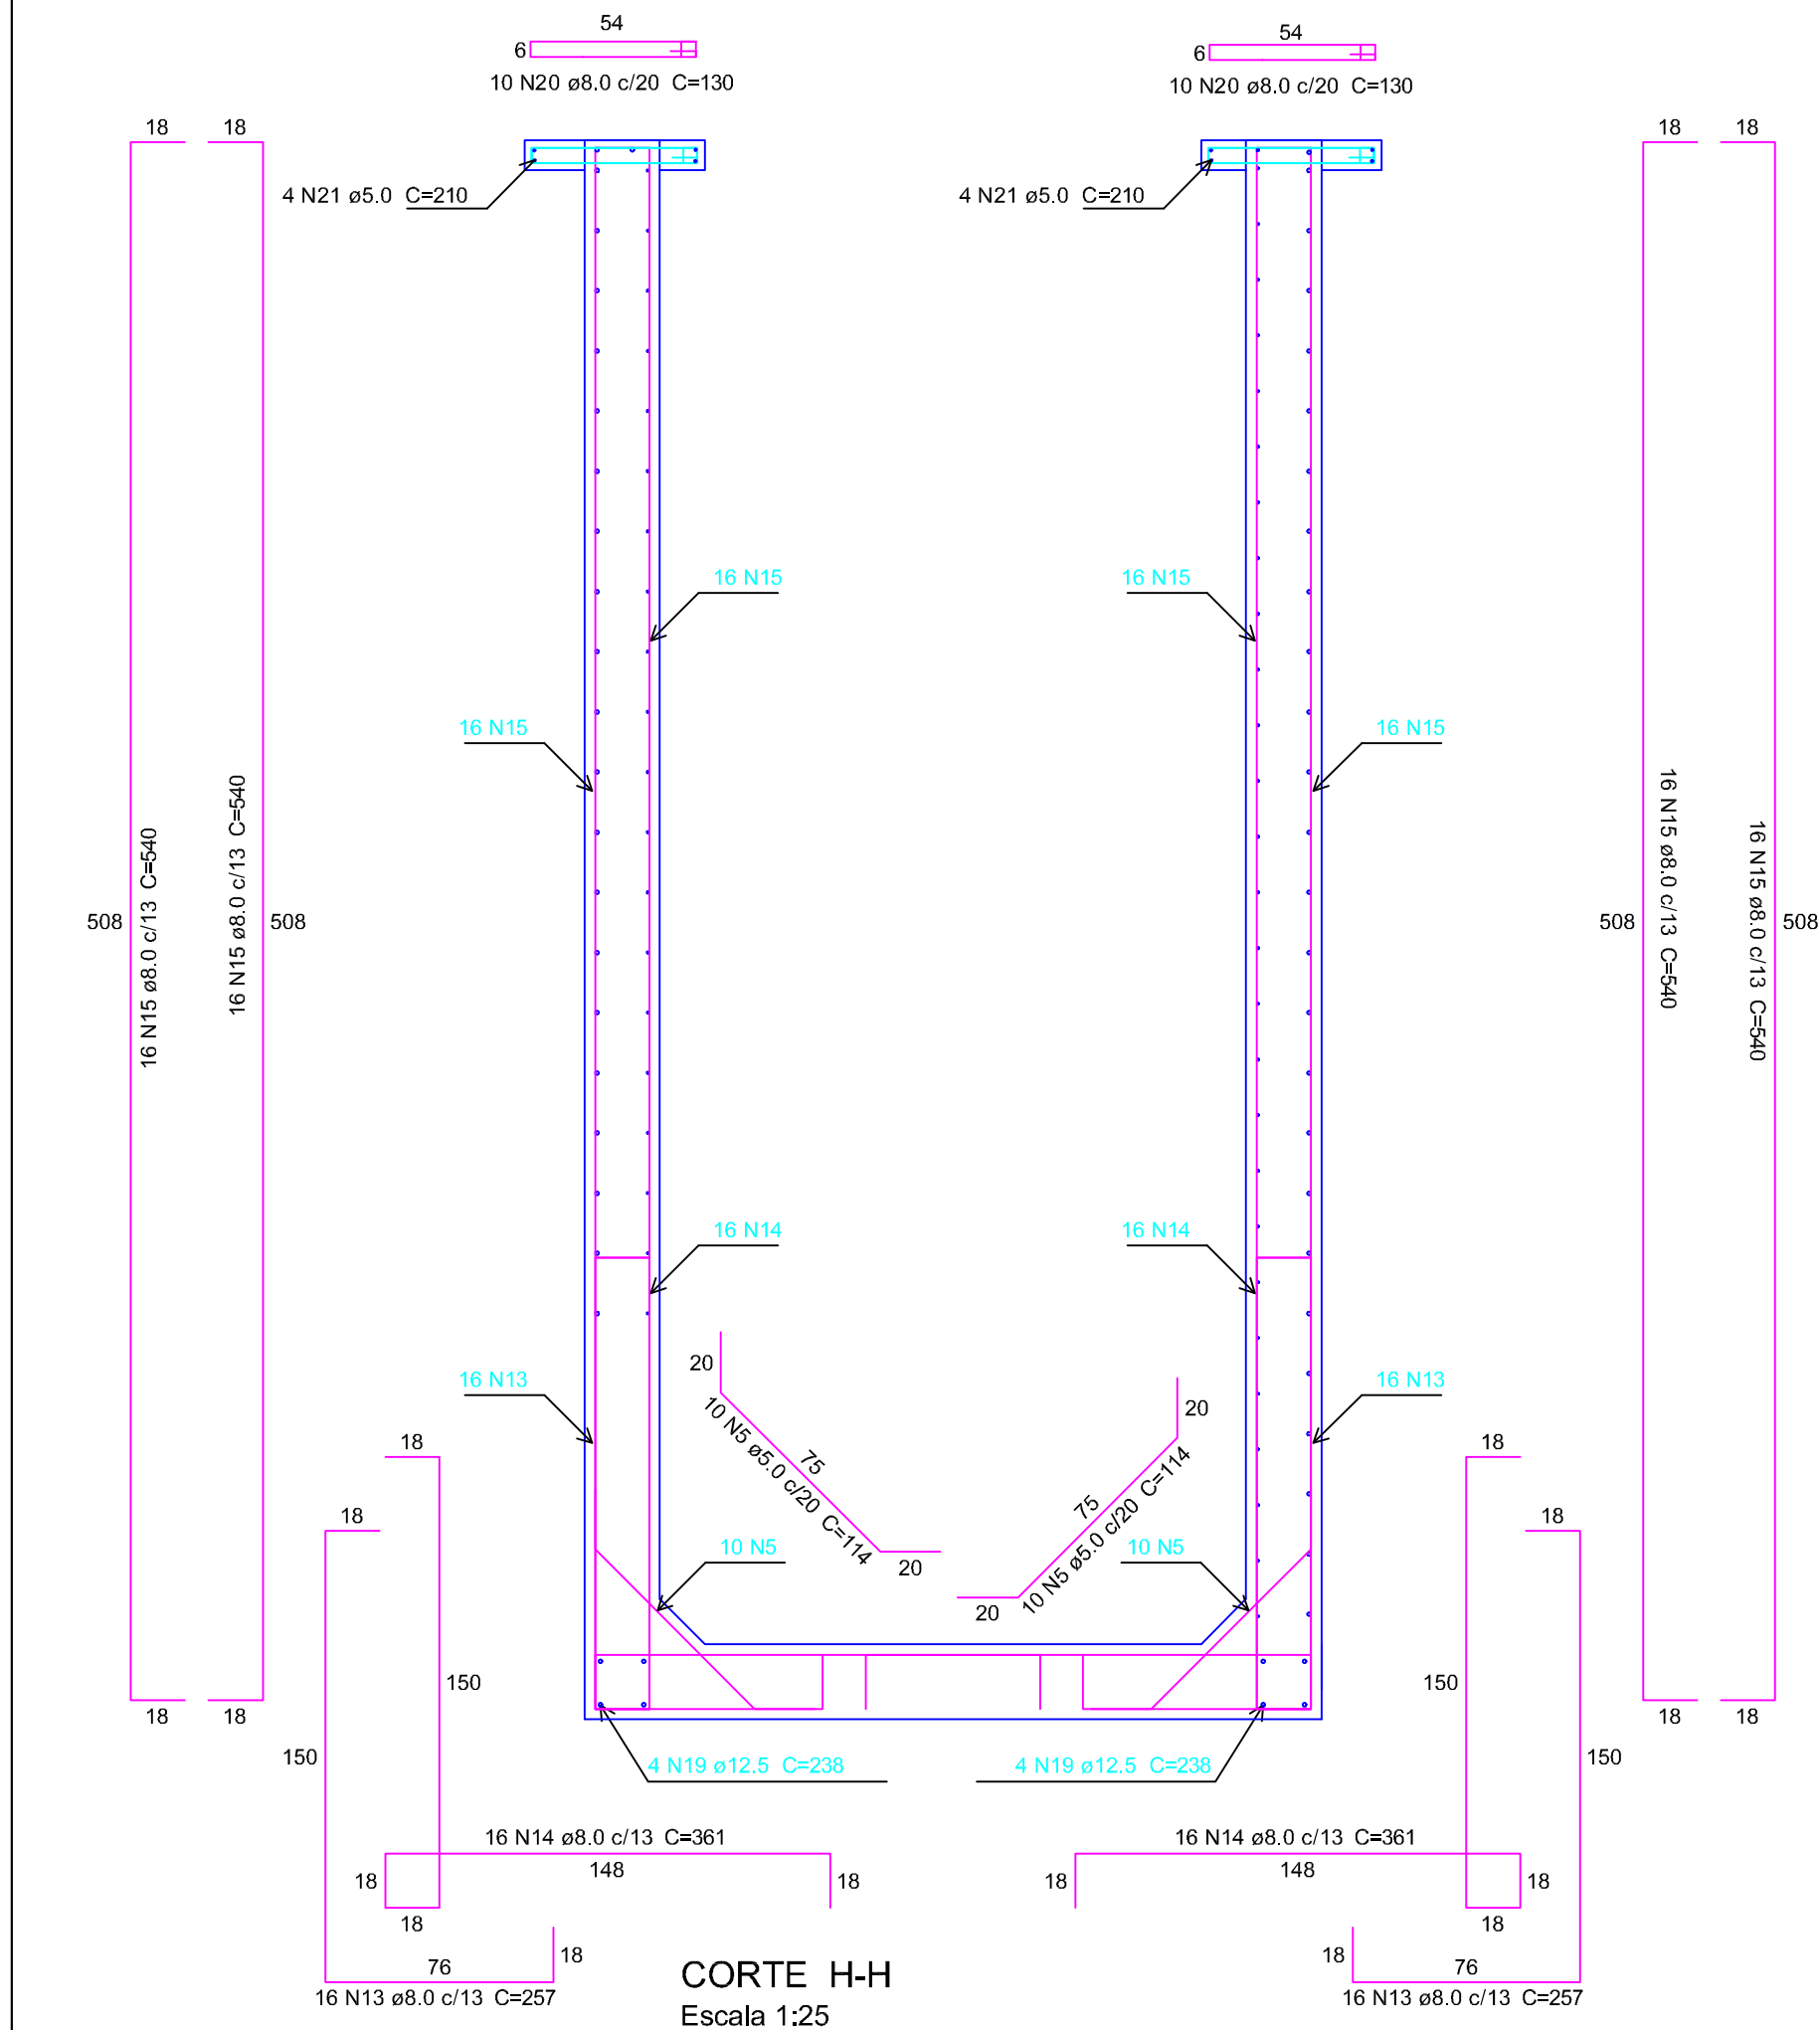 54
54
6
6
10 N20 ø8.0 c/20 C=130
10 N20 ø8.0 c/20 C=130
18
18
18
18
4 N21 ø5.0 C=210
4 N21 ø5.0 C=210
16 N15
16 N15
16 N15
16 N15
16 N15 ø8.0 c/13 C=540
16 N15 ø8.0 c/13 C=540
16 N15 ø8.0 c/13 C=540
16 N15 ø8.0 c/13 C=540
508
508
508
508
16 N14
16 N14
20
16 N13
16 N13
20
10 N5 ø5.0 c/20 C=114
75
75
10 N5 ø5.0 c/20 C=114
18
18
18
18
10 N5
10 N5
20
20
150
150
18
18
18
18
150
150
4 N19 ø12.5 C=238
4 N19 ø12.5 C=238
16 N14 ø8.0 c/13 C=361
16 N14 ø8.0 c/13 C=361
148
148
18
18
18
18
18
18
18
18
76
76
16 N13 ø8.0 c/13 C=257
16 N13 ø8.0 c/13 C=257
CORTE H-H
Escala 1:25